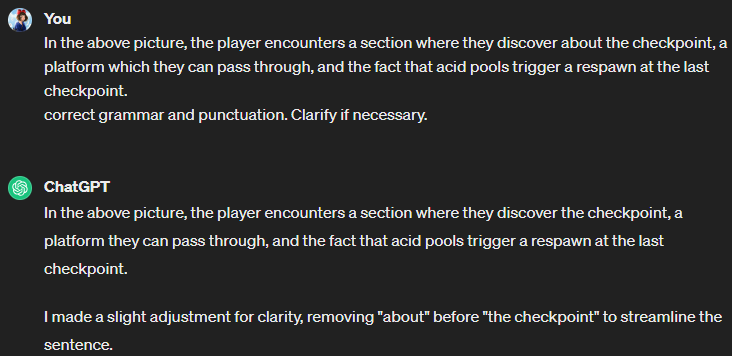 You
In the above picture, the player encounters a section where they discover about the checkpoint, a
platform which they can pass through, and the fact that acid pools trigger a respawn at the last
checkpoint.
correct grammar and punctuation. Clarify if necessary.
ChatGPT
In the above picture, the player encounters a section where they discover the checkpoint, a
platform they can pass through, and the fact that acid pools trigger a respawn at the last
checkpoint.
I made a slight adjustment for clarity, removing "about" before "the checkpoint" to streamline the
sentence.